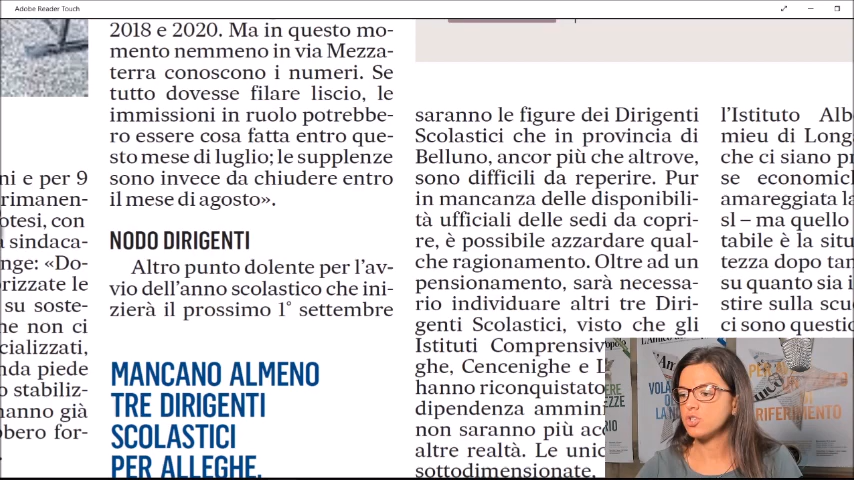 Adobe Reader Touch
ni e per 9
rimanen-
otesi, con
sindaca-
nge: «Do-
rizzate le
su soste-
ne non ci
cializzati,
nda piede
stabiliz-
hanno già
bbero for-
2018 e 2020. Ma in questo mo-
mento nemmeno in via Mezza-
terra conoscono i numeri. Se
tutto dovesse filare liscio, le
immissioni in ruolo potrebbe-
ro essere cosa fatta entro que-
sto mese di luglio; le supplenze
sono invece da chiudere entro
il mese di agosto».
NODO DIRIGENTI
Altro punto dolente per l'av-
vio dell'anno scolastico che ini-
zierà il prossimo 1° settembre
MANCANO ALMENO
TRE DIRIGENTI
SCOLASTICI
PER ALLEGHE,
saranno le figure dei Dirigenti
Scolastici che in provincia di
Belluno, ancor più che altrove,
sono difficili da reperire. Pur
in mancanza delle disponibili-
tà ufficiali delle sedi da copri-
re, è possibile azzardare qual-
che ragionamento. Oltre ad un
pensionamento, sarà necessa-
rio individuare altri tre Diri-
genti Scolastici, visto che gli
Istituti Comprensiv
ghe, Cencenighe e L
hanno riconquistato
dipendenza ammini
non saranno più acc
altre realtà. Le unic
sottodimensionate,
l'Istituto Alb
mieu di Long
che ci siano pr
se economich
amareggiata la
sl – ma quello
tabile è la situ
tezza dopo tan
su quanto sia i
stire sulla scu
ci sono questio
RIFERIMENTO